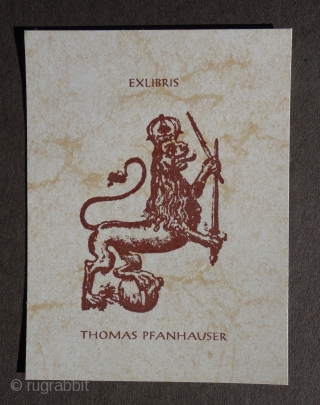 EXLIBRIS
THOMAS PFANHAUSER
© rugrabbit